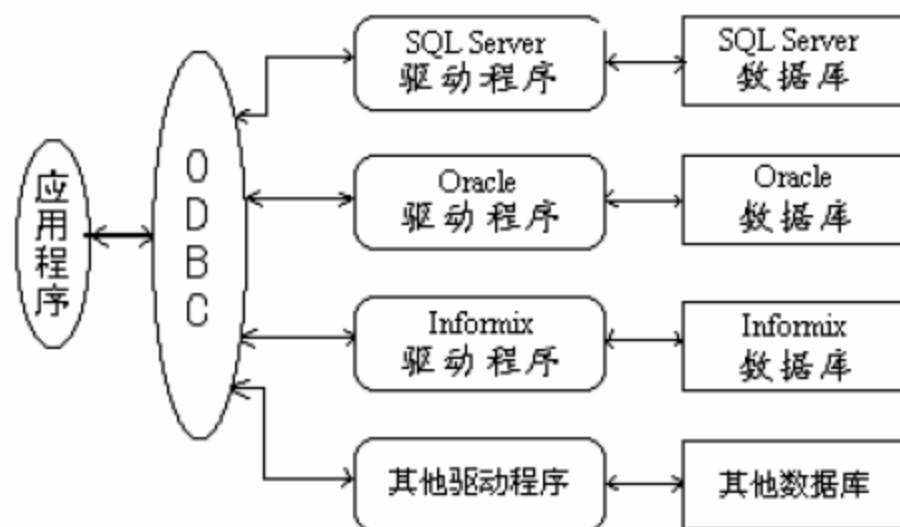 应用程序
ODBC
SQL Server
驱动程序
SQL Server
数据库
Oracle
驱动程序
Oracle
数据库
Informix
驱动程序
Informix
数据库
其他驱动程序
其他数据库